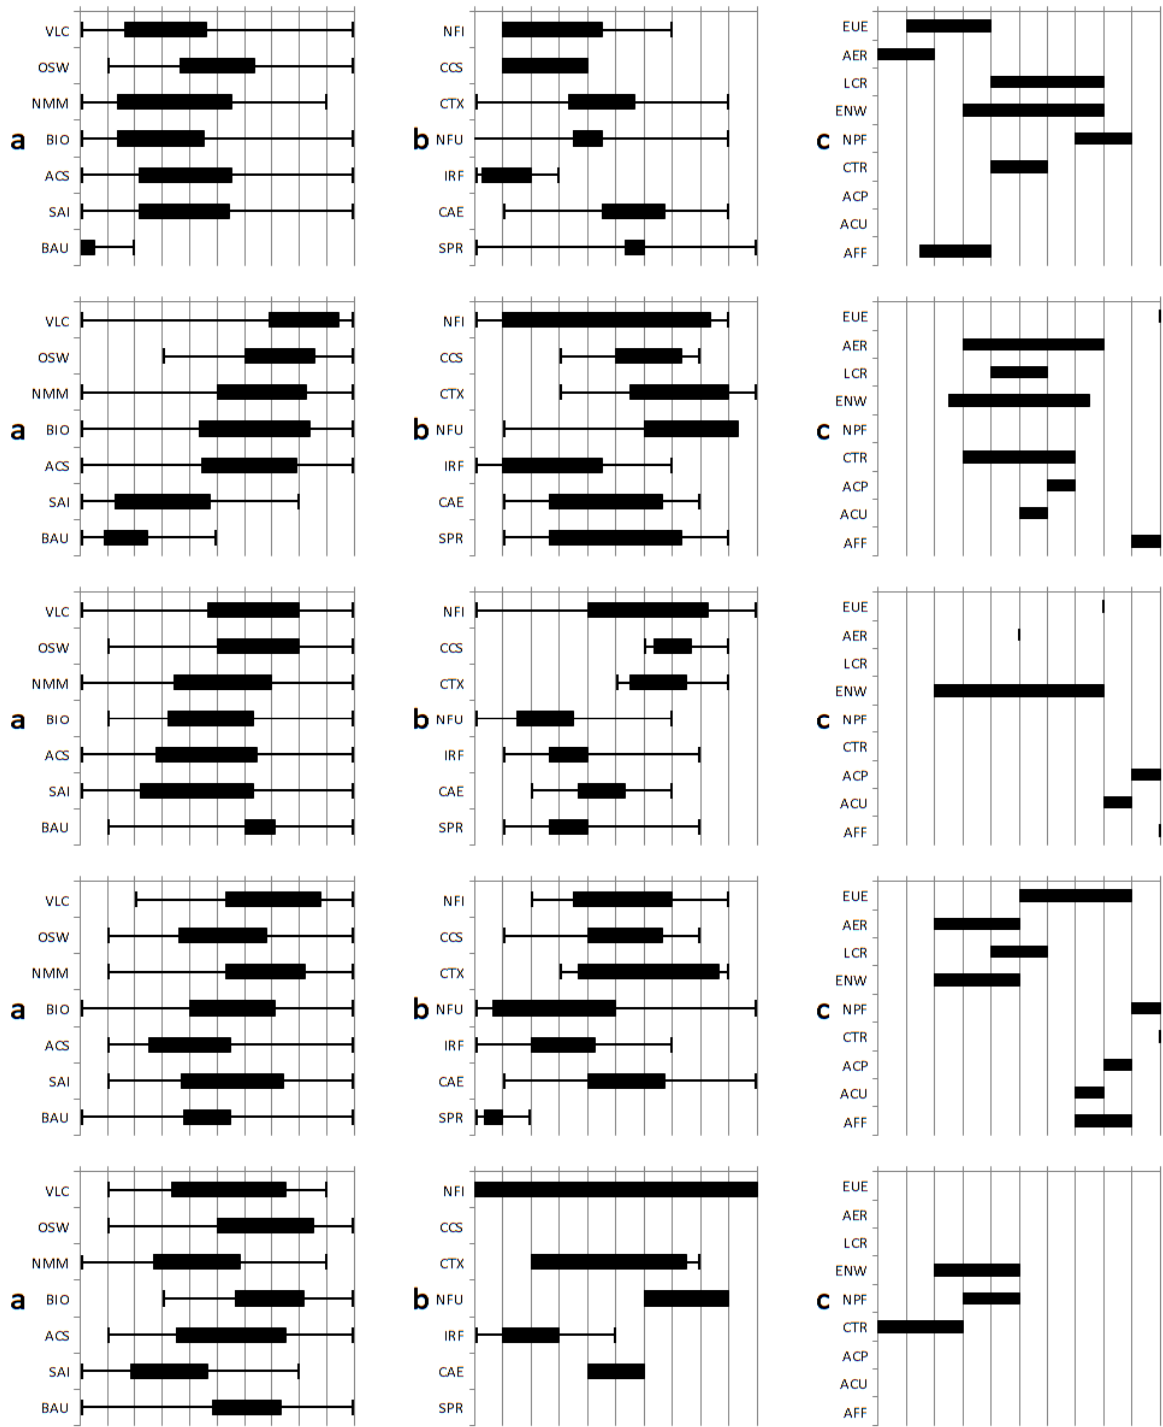 VLC
OSW
NMM
a BIO
ACS
SAI
BAU
NFI
CCS
CTX
b NFU
IRF
CAE
SPR
EUE
AER
LCR
ENW
c NPF
CTR
ACP
ACU
AFF
VLC
OSW
NMM
a BIO
ACS
SAI
BAU
NFI
CCS
CTX
b NFU
IRF
CAE
SPR
EUE
AER
LCR
ENW
c NPF
CTR
ACP
ACU
AFF
VLC
OSW
NMM
a BIO
ACS
SAI
BAU
NFI
CCS
CTX
b NFU
IRF
CAE
SPR
EUE
AER
LCR
ENW
c NPF
CTR
ACP
ACU
AFF
VLC
OSW
NMM
a BIO
ACS
SAI
BAU
NFI
CCS
CTX
b NFU
IRF
CAE
SPR
EUE
AER
LCR
ENW
c NPF
CTR
ACP
ACU
AFF
VLC
OSW
NMM
a BIO
ACS
SAI
BAU
NFI
CCS
CTX
b NFU
IRF
CAE
SPR
EUE
AER
LCR
ENW
c NPF
CTR
ACP
ACU
AFF